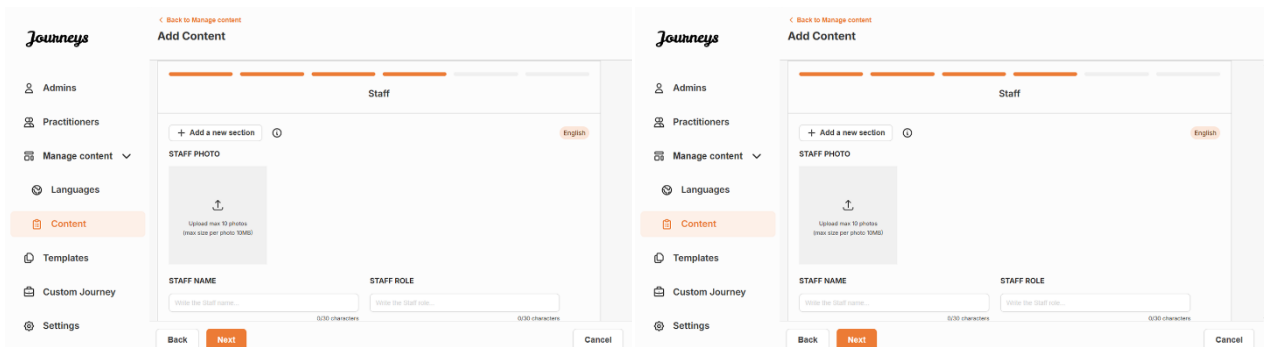 Journeys
Admins
Practitioners
Manage content
Languages
Content
Templates
Custom Journey
Settings
Back to Manage content
Add Content
Staff
+ Add a new section
English
STAFF PHOTO
Upload max 10 photos
(max size per photo 10MB)
STAFF NAME
STAFF ROLE
Write the Staff name...
Write the Staff role...
0/30 characters
0/30 characters
Back
Next
Cancel
Journeys
Admins
Practitioners
Manage content
Languages
Content
Templates
Custom Journey
Settings
Back to Manage content
Add Content
Staff
+ Add a new section
English
STAFF PHOTO
Upload max 10 photos
(max size per photo 10MB)
STAFF NAME
STAFF ROLE
Write the Staff name...
Write the Staff role...
0/30 characters
0/30 characters
Back
Next
Cancel